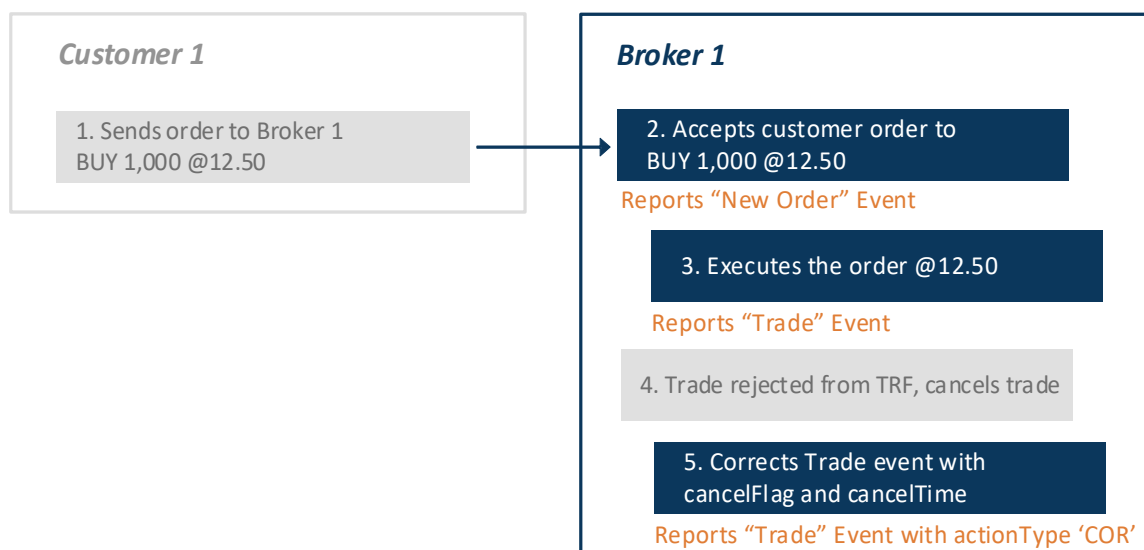 Customer 1
1. Sends order to Broker 1
BUY 1,000 @12.50
Broker 1
2. Accepts customer order to
BUY 1,000 @12.50
Reports “New Order” Event
3. Executes the order @12.50
Reports “Trade” Event
4. Trade rejected from TRF, cancels trade
5. Corrects Trade event with
cancelFlag and cancelTime
Reports “Trade” Event with actionType ‘COR’